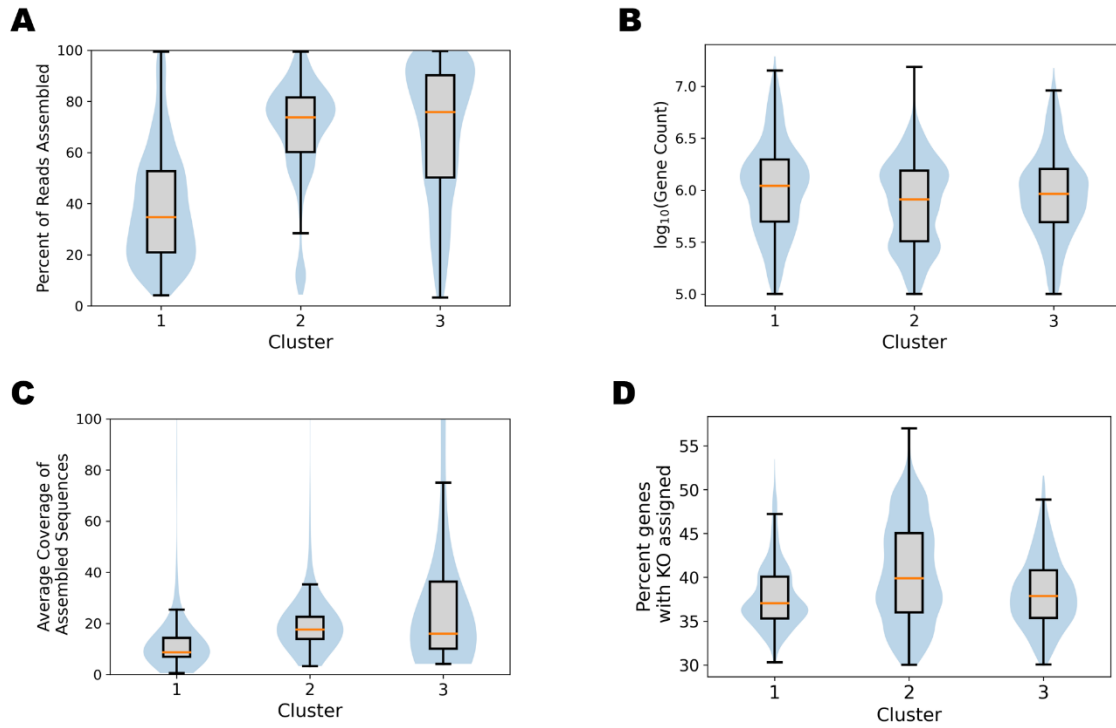 A
Percent of Reads Assembled
100
80
60
40
20
0
1 2 3
Cluster
B
log10(Gene Count)
7.0
6.5
6.0
5.5
5.0
1 2 3
Cluster
C
Average Coverage of
Assembled Sequences
100
80
60
40
20
0
1 2 3
Cluster
D
Percent genes
with KO assigned
55
50
45
40
35
30
1 2 3
Cluster